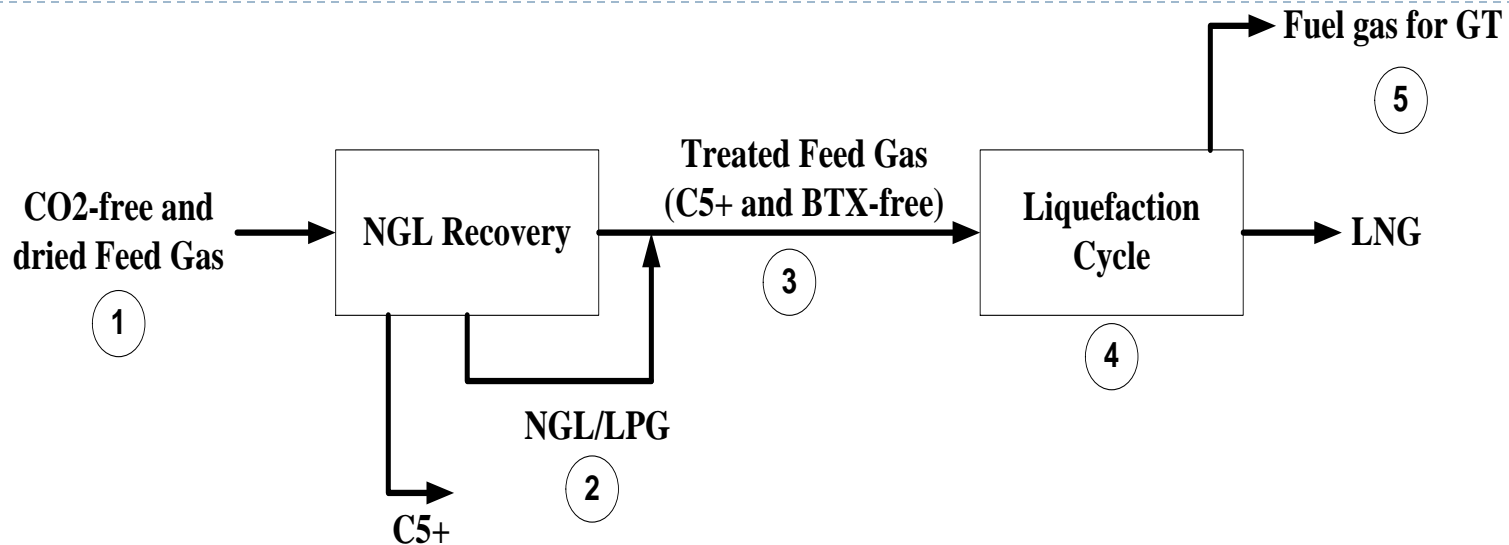 Fuel gas for GT
5
Treated Feed Gas
(C5+ and BTX-free)
CO2-free and
dried Feed Gas
1
NGL Recovery
3
Liquefaction
Cycle
4
LNG
NGL/LPG
2
C5+